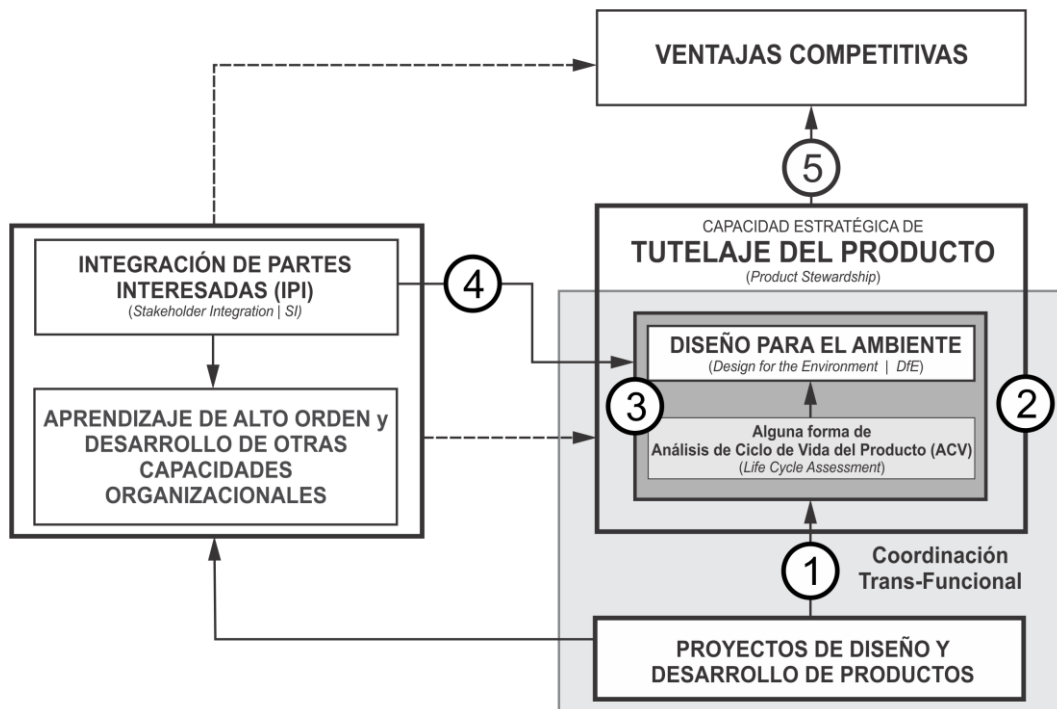 VENTAJAS COMPETITIVAS
5
CAPACIDAD ESTRATÉGICA DE
TUTELAJE DEL PRODUCTO
(Product Stewardship)
INTEGRACIÓN DE PARTES
INTERESADAS (IPI)
(Stakeholder Integration | SI)
4
DISEÑO PARA EL AMBIENTE
(Design for the Environment | DfE)
3
2
APRENDIZAJE DE ALTO ORDEN y
DESARROLLO DE OTRAS
CAPACIDADES
ORGANIZACIONALES
Alguna forma de
Análisis de Ciclo de Vida del Producto (ACV)
(Life Cycle Assessment)
1
Coordinación
Trans-Funcional
PROYECTOS DE DISEÑO Y
DESARROLLO DE PRODUCTOS